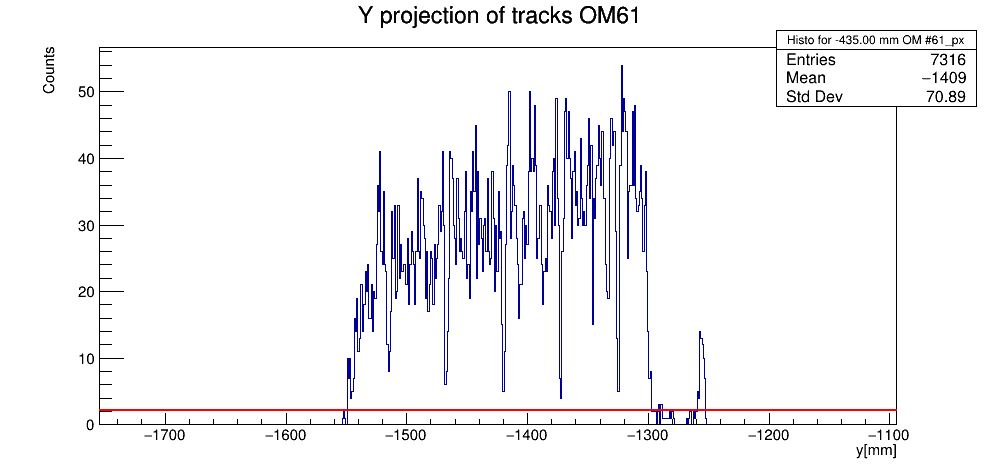 Y projection of tracks OM61
Histo for -435.00 mm OM #61_px
Entries 7316
Mean −1409
Std Dev 70.89
Counts
50
40
30
20
10
0
−1700 −1600 −1500 −1400 −1300 −1200 −1100
y[mm]